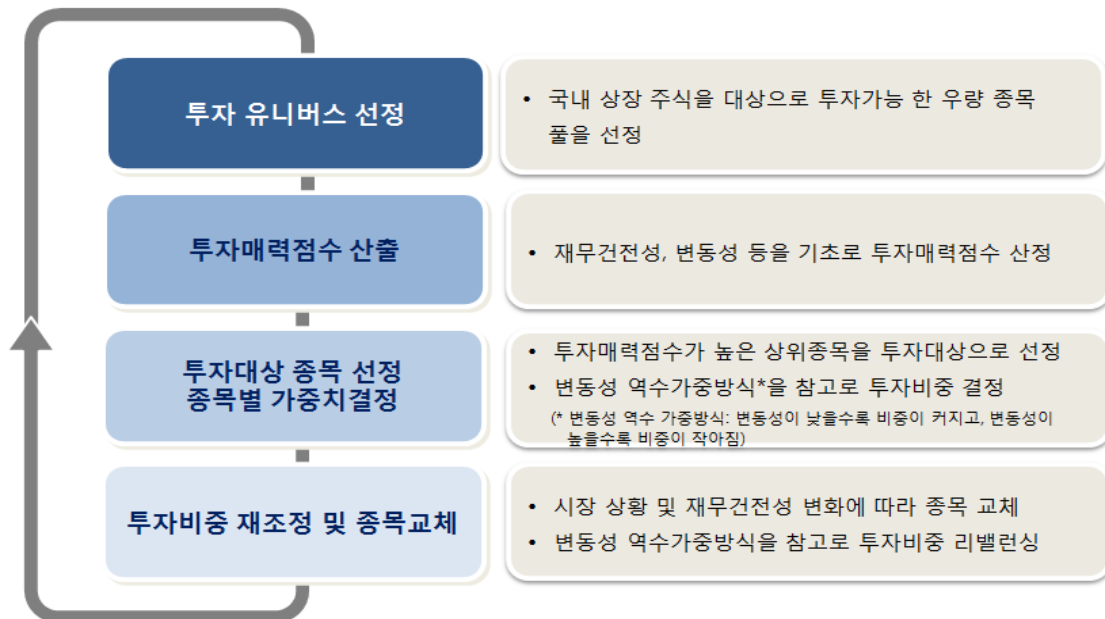 투자 유니버스 선정
• 국내 상장 주식을 대상으로 투자가능 한 우량 종목
풀을 선정
투자매력점수 산출
• 재무건전성, 변동성 등을 기초로 투자매력점수 산정
투자대상 종목 선정
종목별 가중치결정
• 투자매력점수가 높은 상위종목을 투자대상으로 선정
• 변동성 역수가중방식*을 참고로 투자비중 결정
(* 변동성 역수 가중방식: 변동성이 낮을수록 비중이 커지고, 변동성이
높을수록 비중이 작아짐)
투자비중 재조정 및 종목교체
• 시장 상황 및 재무건전성 변화에 따라 종목 교체
• 변동성 역수가중방식을 참고로 투자비중 리밸런싱